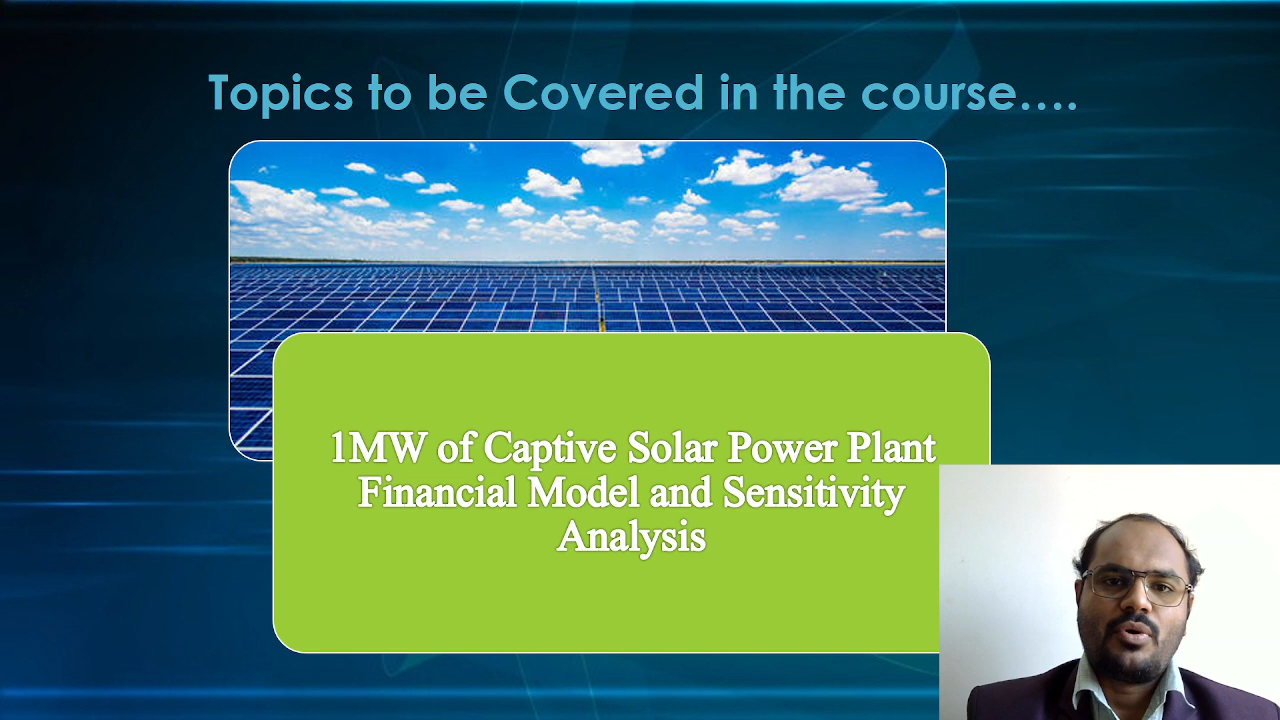 Topics to be Covered in the course....
1MW of Captive Solar Power Plant
Financial Model and Sensitivity
Analysis